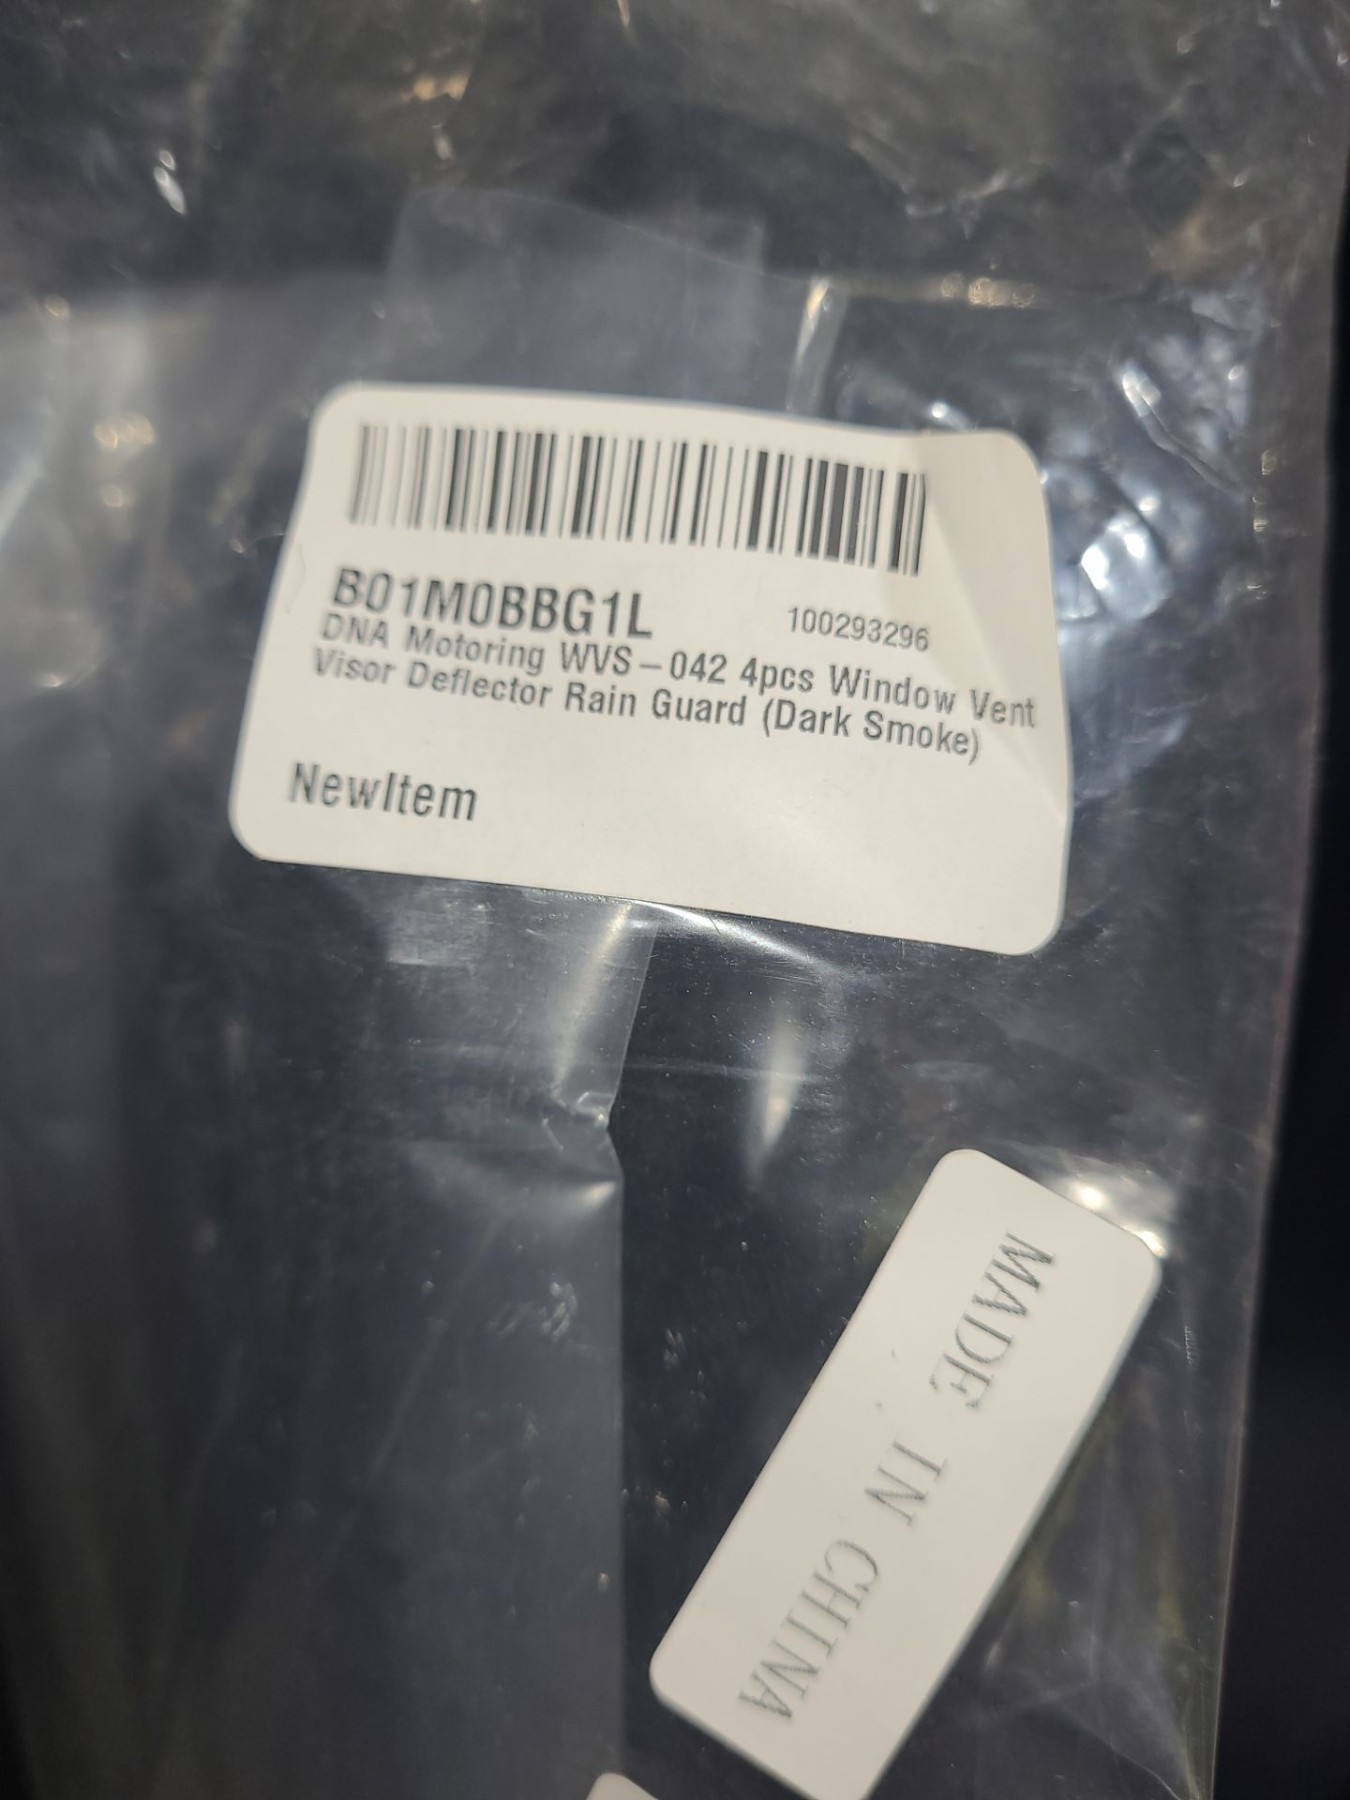 B01M0BBG1L 100293296
DNA Motoring WVS-042 4pcs Window Vent
Visor Deflector Rain Guard (Dark Smoke)
NewItem
MADE IN CHINA